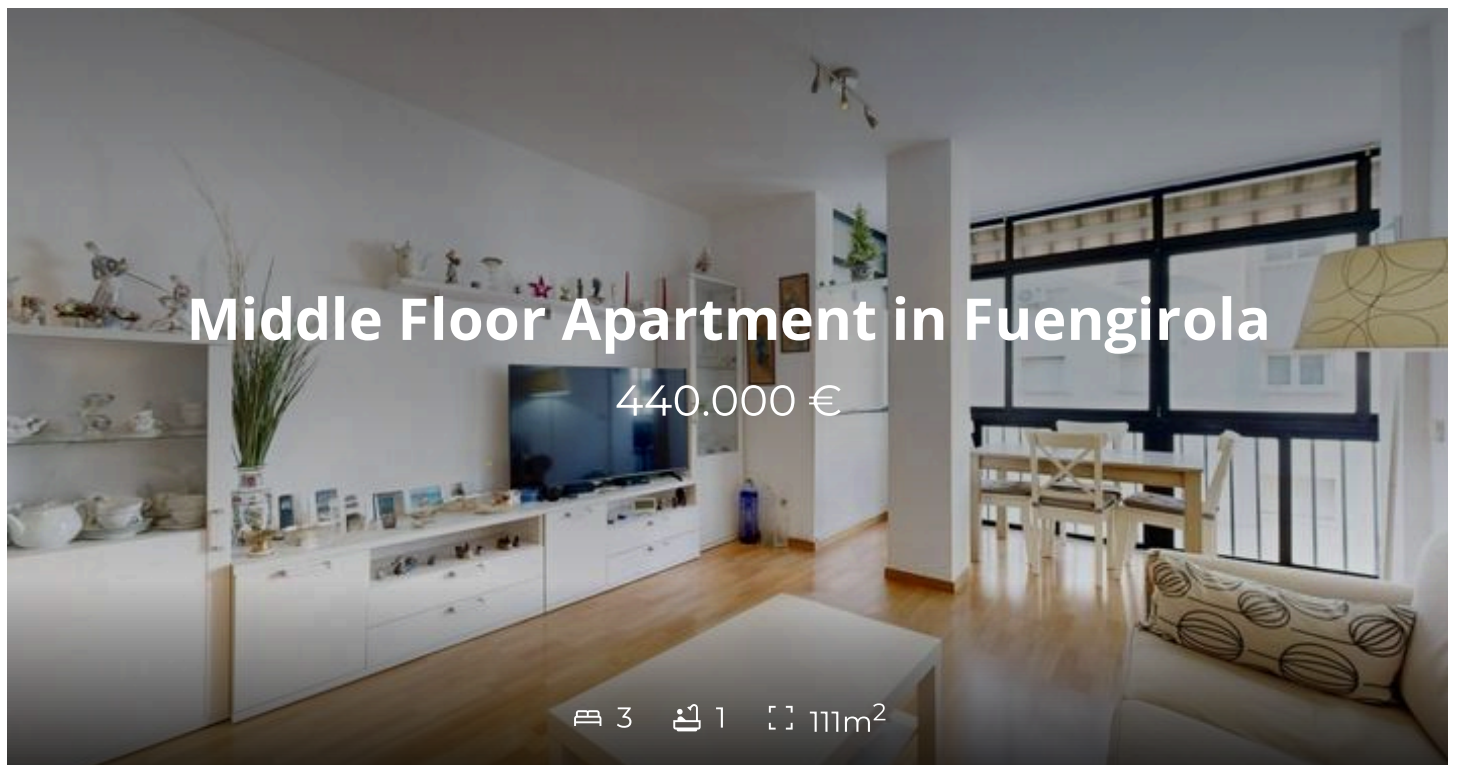 Middle Floor Apartment in Fuengirola
440.000 €
3 1 111m²